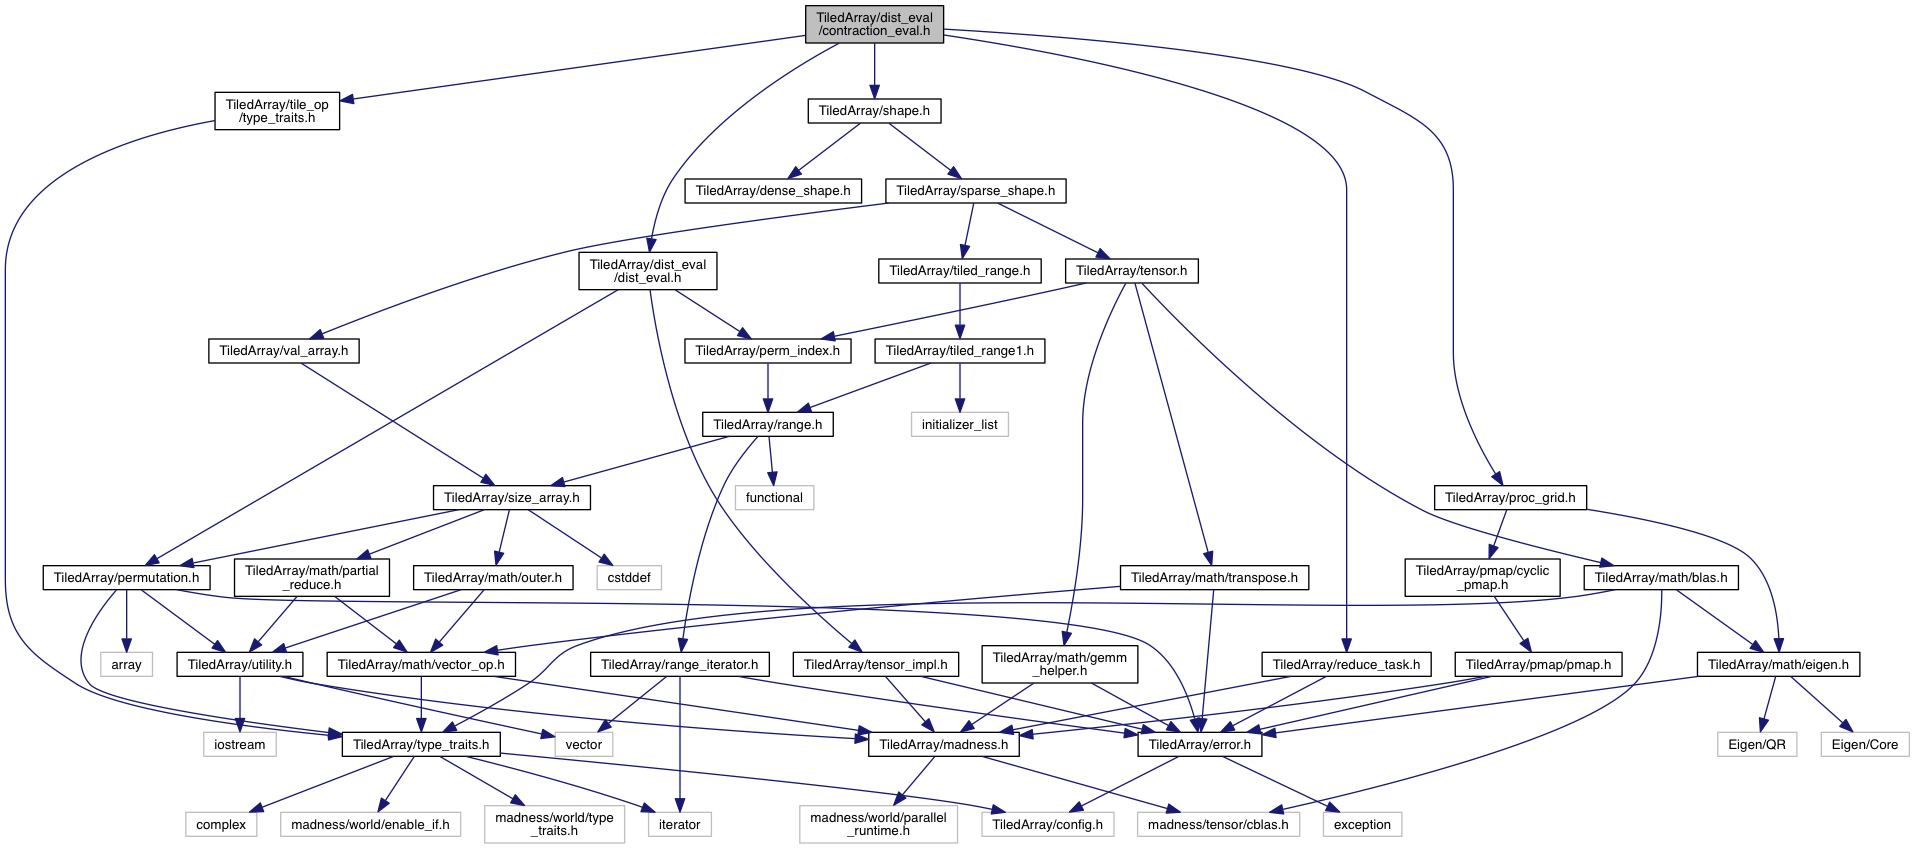 TiledArray/dist_eval
/contraction_eval.h
TiledArray/tile_op
/type_traits.h
TiledArray/shape.h
TiledArray/dense_shape.h
TiledArray/sparse_shape.h
TiledArray/dist_eval
/dist_eval.h
TiledArray/tiled_range.h
TiledArray/tensor.h
TiledArray/val_array.h
TiledArray/perm_index.h
TiledArray/tiled_range1.h
TiledArray/range.h
initializer_list
TiledArray/size_array.h
functional
TiledArray/proc_grid.h
TiledArray/permutation.h
TiledArray/math/partial
_reduce.h
TiledArray/math/outer.h
cstddef
TiledArray/math/transpose.h
TiledArray/pmap/cyclic
_pmap.h
TiledArray/math/blas.h
array
TiledArray/utility.h
TiledArray/math/vector_op.h
TiledArray/range_iterator.h
TiledArray/tensor_impl.h
TiledArray/math/gemm
_helper.h
TiledArray/reduce_task.h
TiledArray/pmap/pmap.h
TiledArray/math/eigen.h
iostream
TiledArray/type_traits.h
vector
TiledArray/madness.h
TiledArray/error.h
Eigen/QR
Eigen/Core
complex
madness/world/enable_if.h
madness/world/type
_traits.h
iterator
madness/world/parallel
_runtime.h
TiledArray/config.h
madness/tensor/cblas.h
exception